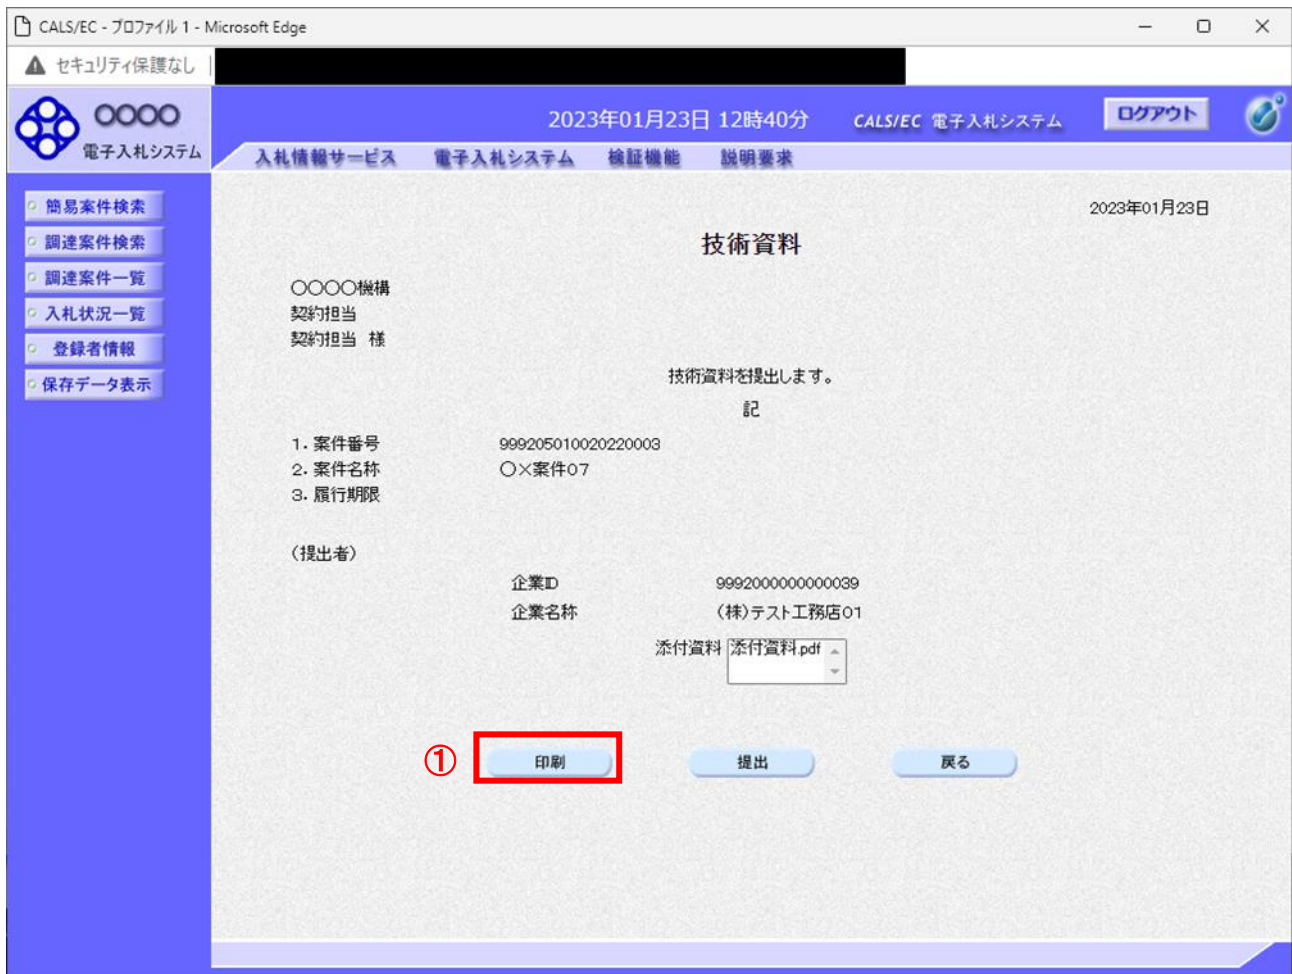 CALS/EC - プロファイル 1 - Microsoft Edge
セキュリティ保護なし
〇〇〇〇
電子入札システム
2023年01月23日 12時40分
CALS/EC 電子入札システム
ログアウト
入札情報サービス 電子入札システム 検証機能 説明要求
簡易案件検索
調達案件検索
調達案件一覧
入札状況一覧
登録者情報
保存データ表示
2023年01月23日
技術資料
〇〇〇〇機構
契約担当
契約担当 様
技術資料を提出します。
記
1. 案件番号 999205010020220003
2. 案件名称 〇×案件07
3. 履行期限
(提出者)
企業ID 9992000000000039
企業名称 (株)テスト工務店01
添付資料 添付資料.pdf
① 印刷 提出 戻る